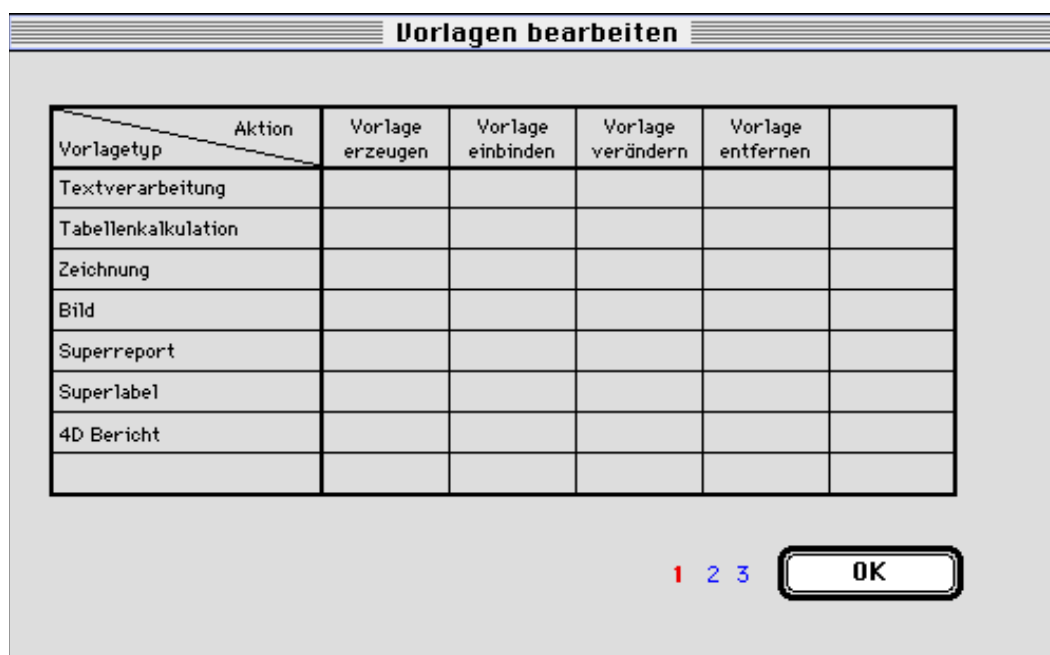 Vorlagen bearbeiten
Aktion
Vorlagetyp
Vorlage erzeugen
Vorlage einbinden
Vorlage verändern
Vorlage entfernen
Textverarbeitung
Tabellenkalkulation
Zeichnung
Bild
Superreport
Superlabel
4D Bericht
1 2 3
OK